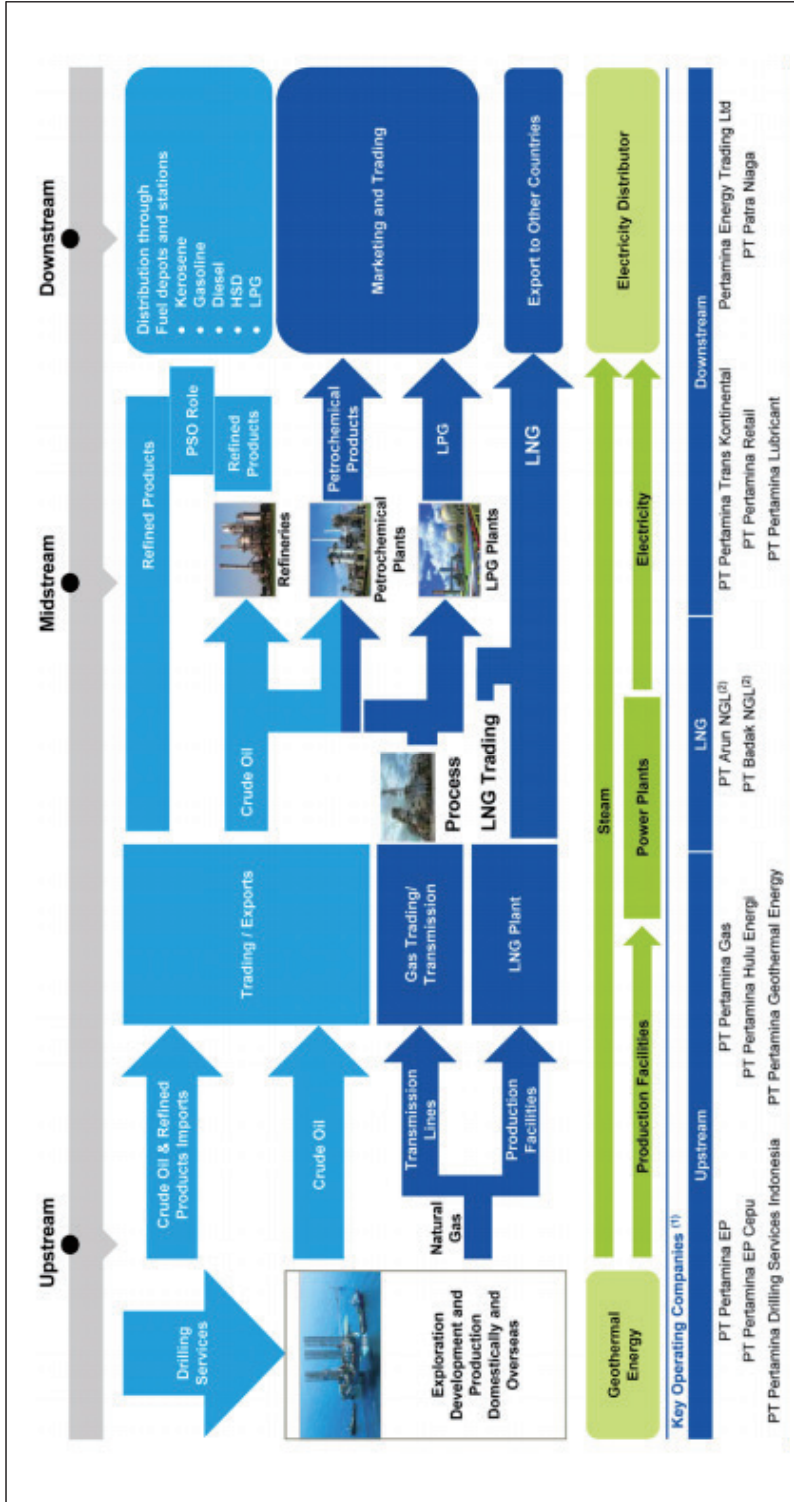 Upstream
Midstream
Downstream
Drilling
Services
Crude Oil & Refined
Products Imports
Trading / Exports
Refined Products
PSO Role
Refined
Products
Distribution through
Fuel depots and stations
• Kerosene
• Gasoline
• Diesel
• HSD
• LPG
Crude Oil
Crude Oil
Refineries
Exploration
Development and
Production
Domestically and
Overseas
Natural
Gas
Transmission
Lines
Gas Trading/
Transmission
Process
Petrochemical
Plants
Petrochemical
Products
Marketing and Trading
LPG Plants
LPG
Production
Facilities
LNG Plant
LNG Trading
LNG
Export to Other Countries
Geothermal
Energy
Steam
Production Facilities
Power Plants
Electricity
Electricity Distributor
Key Operating Companies (1)
Upstream
LNG
Downstream
PT Pertamina EP
PT Pertamina EP Cepu
PT Pertamina Drilling Services Indonesia
PT Pertamina Gas
PT Pertamina Hulu Energi
PT Pertamina Geothermal Energy
PT Arun NGL(2)
PT Badak NGL(2)
PT Pertamina Trans Kontinental
PT Pertamina Retail
PT Pertamina Lubricant
Pertamina Energy Trading Ltd
PT Patra Niaga